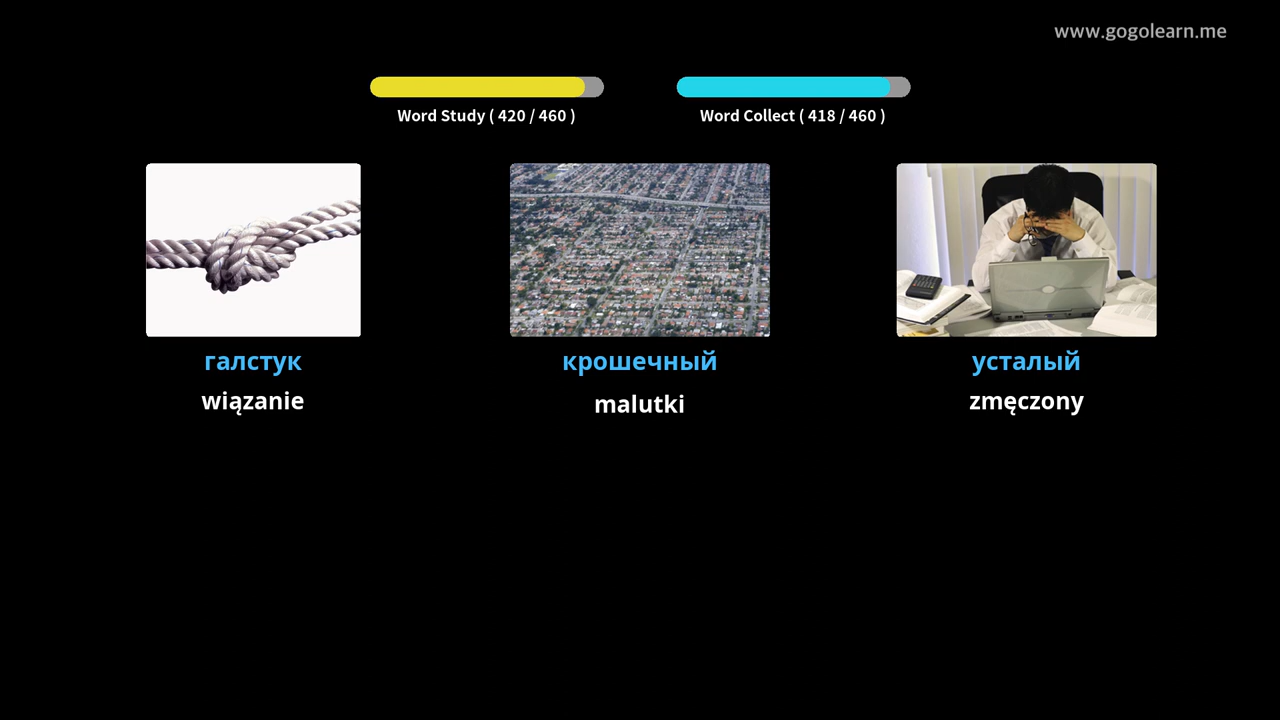 www.gogolearn.me
Word Study ( 420 / 460 )
Word Collect ( 418 / 460 )
галстук
wiązanie
крошечный
malutki
усталый
zmęczony